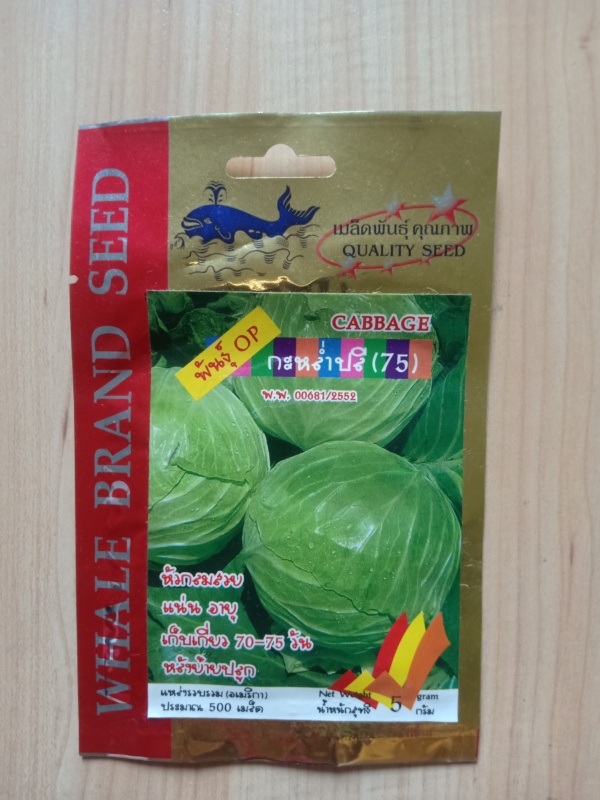 WHALE BRAND SEED
เมล็ดพันธุ์ คุณภาพ
QUALITY SEED
CABBAGE
พันธุ์ OP
กะหล่ำปลี (75)
พ.พ. 00681/2552
หัวกลมสวย
แน่น อายุ
เก็บเกี่ยว 70-75 วัน
หลังย้ายปลูก
แหล่งรวบรวม (อเมริกา)
ประมาณ 500 เมล็ด
Net Weight 5 gram
น้ำหนักสุทธิ กรัม